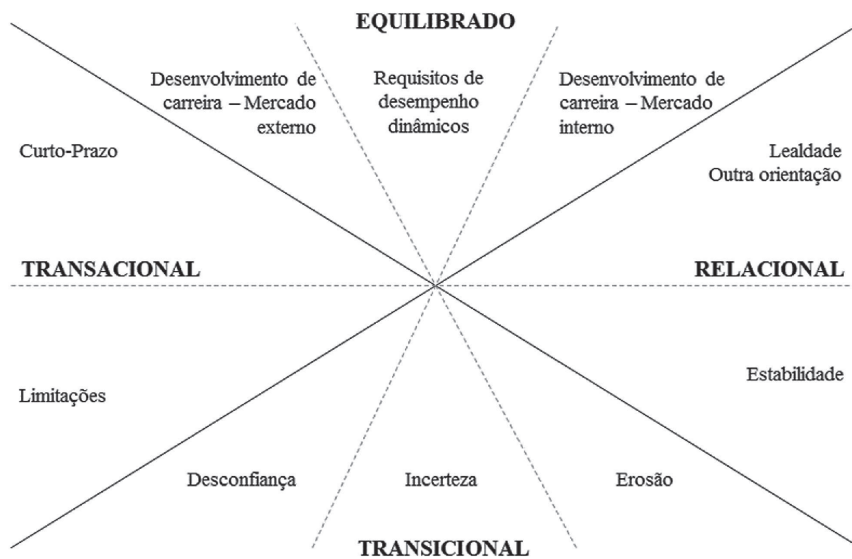 EQUILIBRADO
Desenvolvimento de
carreira – Mercado
externo
Requisitos de
desempenho
dinâmicos
Desenvolvimento de
carreira – Mercado
interno
Curto-Prazo
Lealdade
Outra orientação
TRANSACIONAL
RELACIONAL
Limitações
Estabilidade
Desconfiança
Incerteza
Erosão
TRANSICIONAL